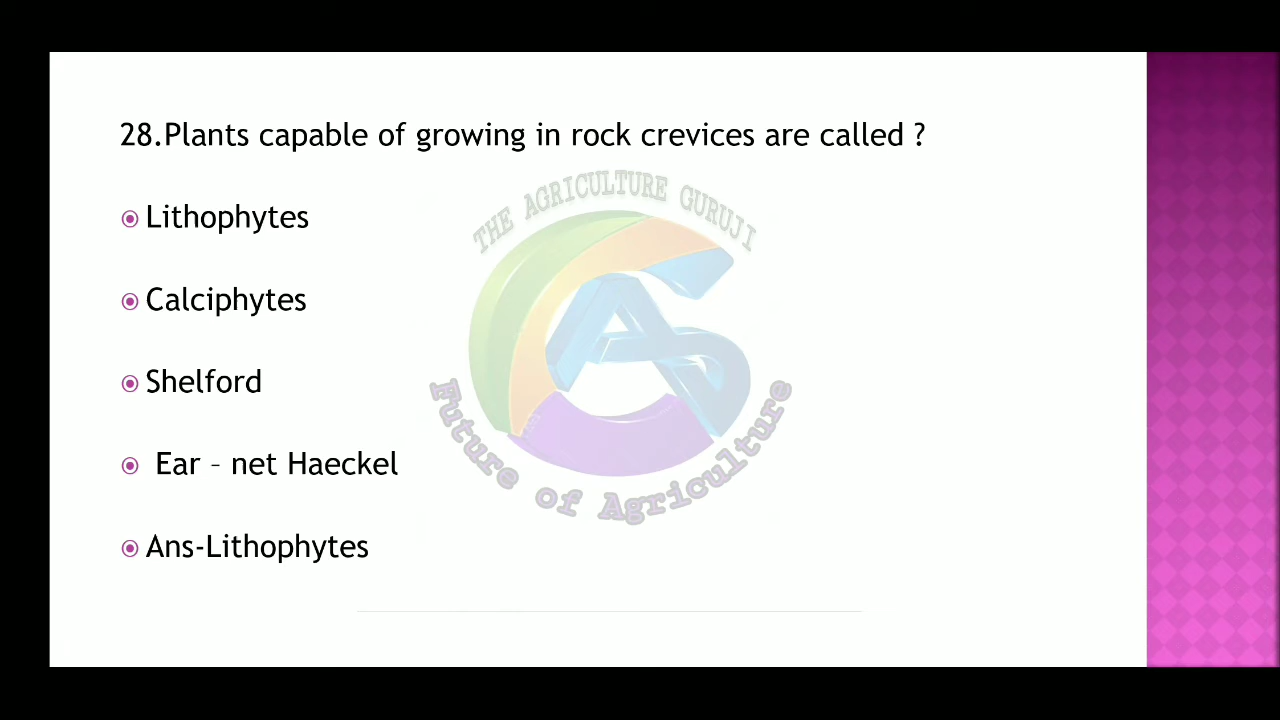 28.Plants capable of growing in rock crevices are called ?
THE AGRICULTURE GURUJI
Lithophytes
Calciphytes
Shelford
Ear – net Haeckel
Future of Agriculture
Ans-Lithophytes